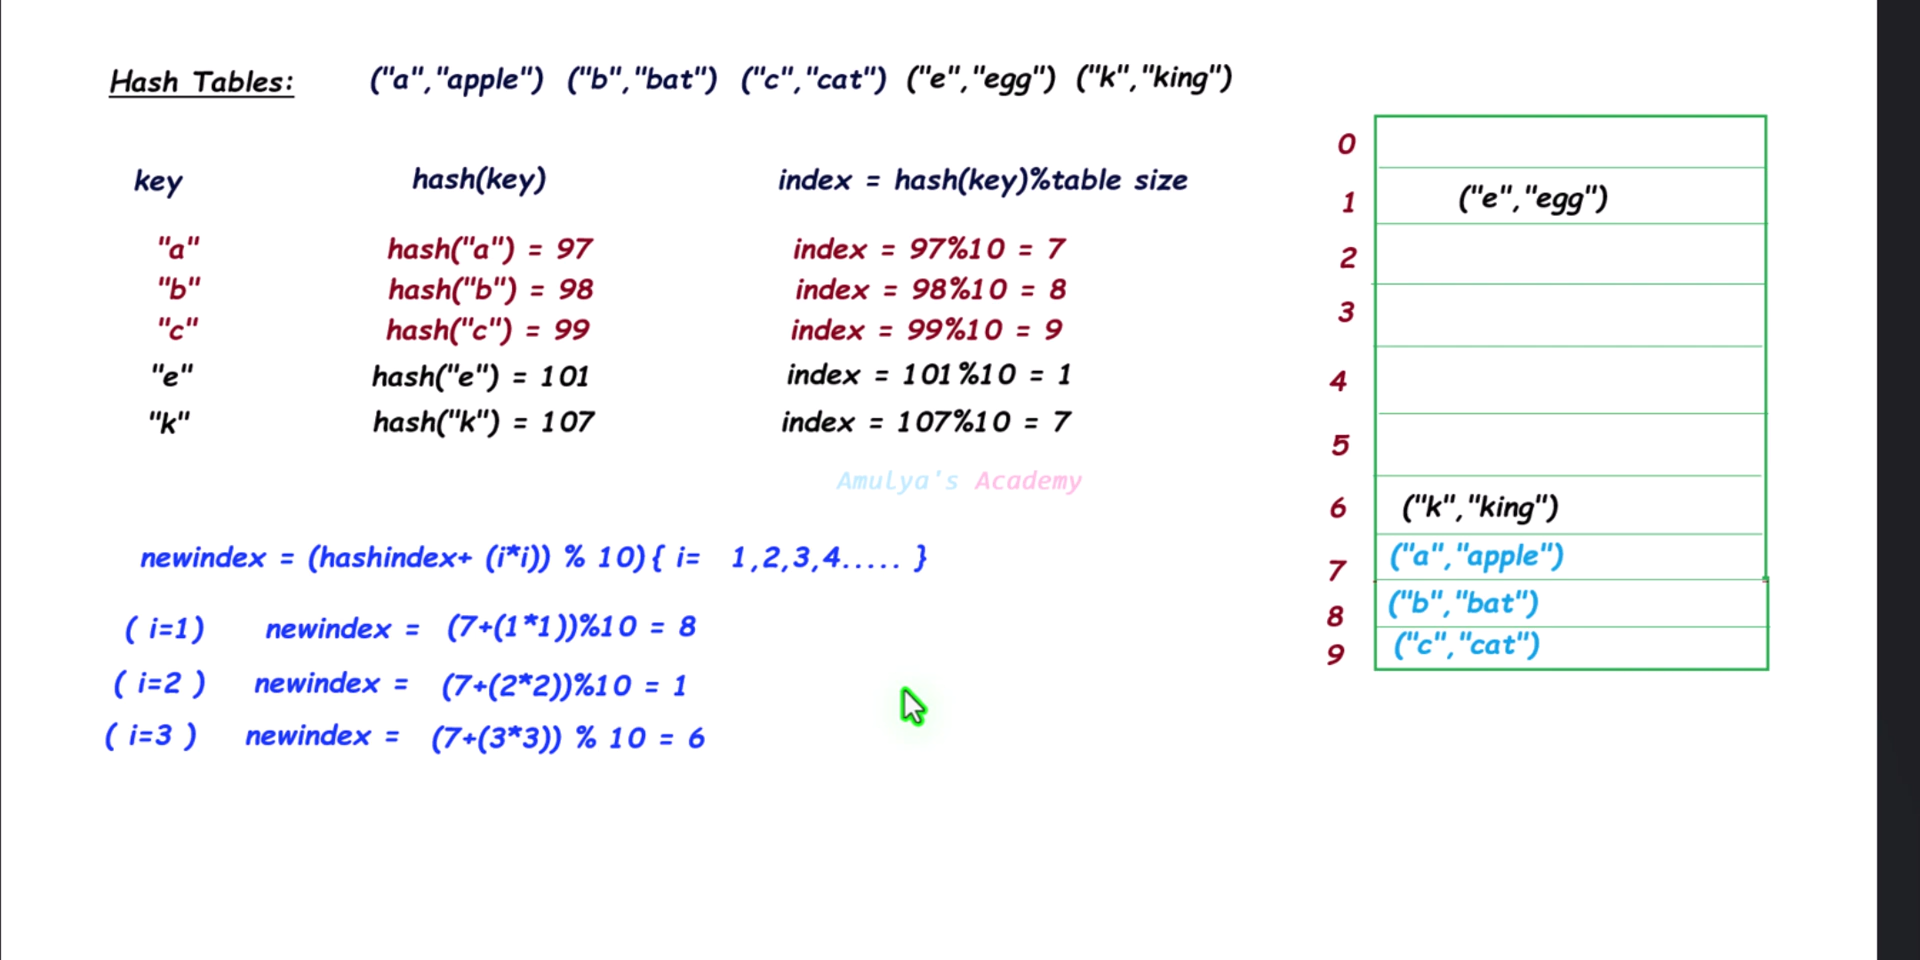 Hash Tables: ("a","apple") ("b","bat") ("c","cat") ("e","egg") ("k","king")
key hash(key) index = hash(key)%table size
"a" hash("a") = 97 index = 97%10 = 7
"b" hash("b") = 98 index = 98%10 = 8
"c" hash("c") = 99 index = 99%10 = 9
"e" hash("e") = 101 index = 101%10 = 1
"k" hash("k") = 107 index = 107%10 = 7
Amulya's Academy
newindex = (hashindex+ (i*i)) % 10){ i= 1,2,3,4..... }
( i=1) newindex = (7+(1*1))%10 = 8
( i=2 ) newindex = (7+(2*2))%10 = 1
( i=3 ) newindex = (7+(3*3)) % 10 = 6
0
1 ("e","egg")
2
3
4
5
6 ("k","king")
7 ("a","apple")
8 ("b","bat")
9 ("c","cat")